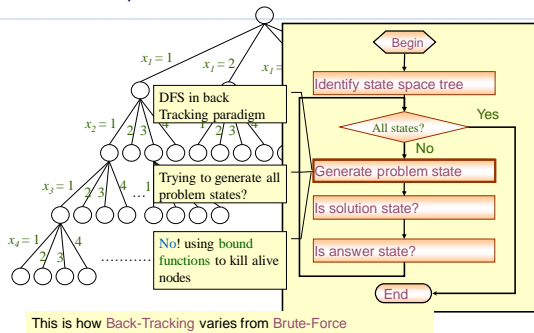 x₁ = 1
x₁ = 2
x₁ =
x₂ = 1
2
3
4
1
2
3
x₃ = 1
2
3
4
... 1
x₄ = 1
2
3
4
.........
DFS in back
Tracking paradigm
Trying to generate all
problem states?
No! using bound
functions to kill alive
nodes
Begin
Identify state space tree
All states?
Yes
No
Generate problem state
Is solution state?
Is answer state?
End
This is how Back-Tracking varies from Brute-Force